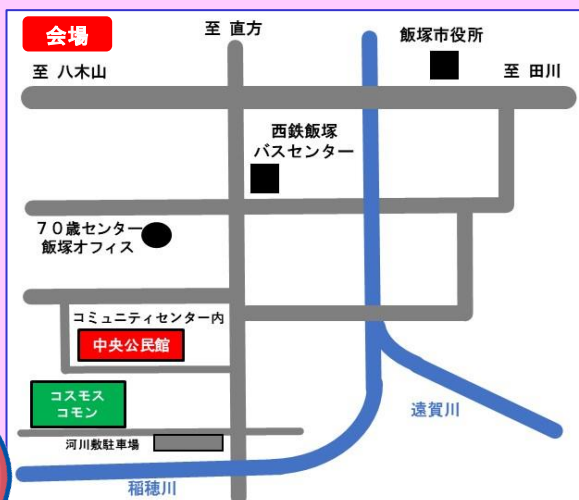 会場
至 直方
飯塚市役所
至 八木山
至 田川
西鉄飯塚
バスセンター
７０歳センター
飯塚オフィス
コミュニティセンター内
中央公民館
コスモス
コモン
遠賀川
河川敷駐車場
稲穂川